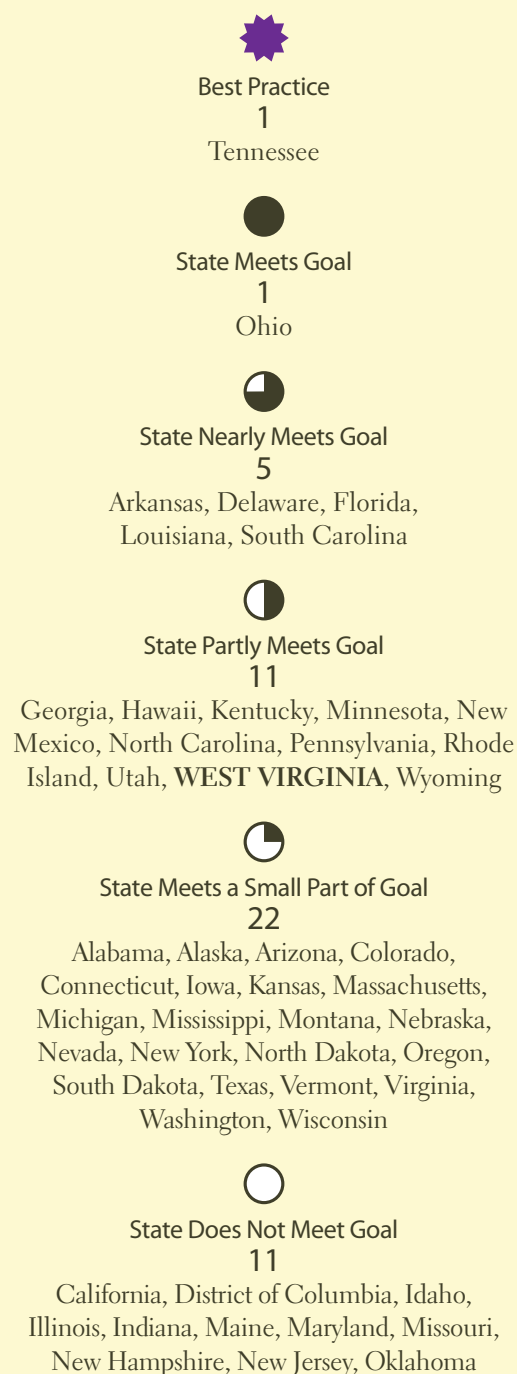 Best Practice
1
Tennessee
State Meets Goal
1
Ohio
State Nearly Meets Goal
5
Arkansas, Delaware, Florida,
Louisiana, South Carolina
State Partly Meets Goal
11
Georgia, Hawaii, Kentucky, Minnesota, New
Mexico, North Carolina, Pennsylvania, Rhode
Island, Utah, WEST VIRGINIA, Wyoming
State Meets a Small Part of Goal
22
Alabama, Alaska, Arizona, Colorado,
Connecticut, Iowa, Kansas, Massachusetts,
Michigan, Mississippi, Montana, Nebraska,
Nevada, New York, North Dakota, Oregon,
South Dakota, Texas, Vermont, Virginia,
Washington, Wisconsin
State Does Not Meet Goal
11
California, District of Columbia, Idaho,
Illinois, Indiana, Maine, Maryland, Missouri,
New Hampshire, New Jersey, Oklahoma